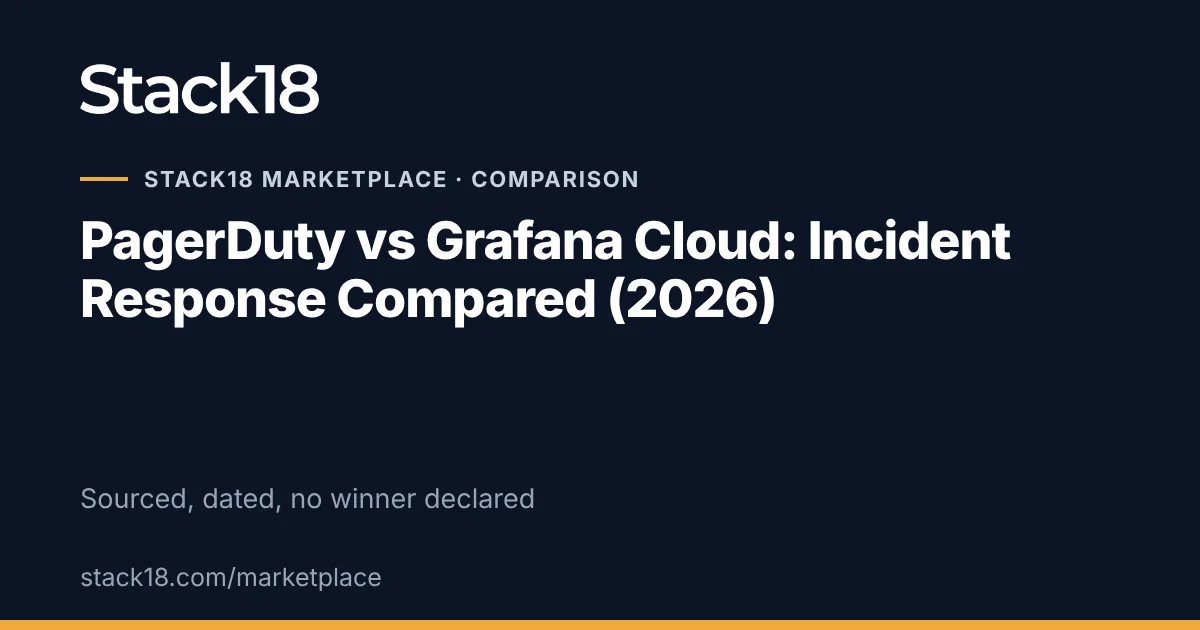 Stack18
STACK18 MARKETPLACE · COMPARISON
PagerDuty vs Grafana Cloud: Incident
Response Compared (2026)
Sourced, dated, no winner declared
stack18.com/marketplace